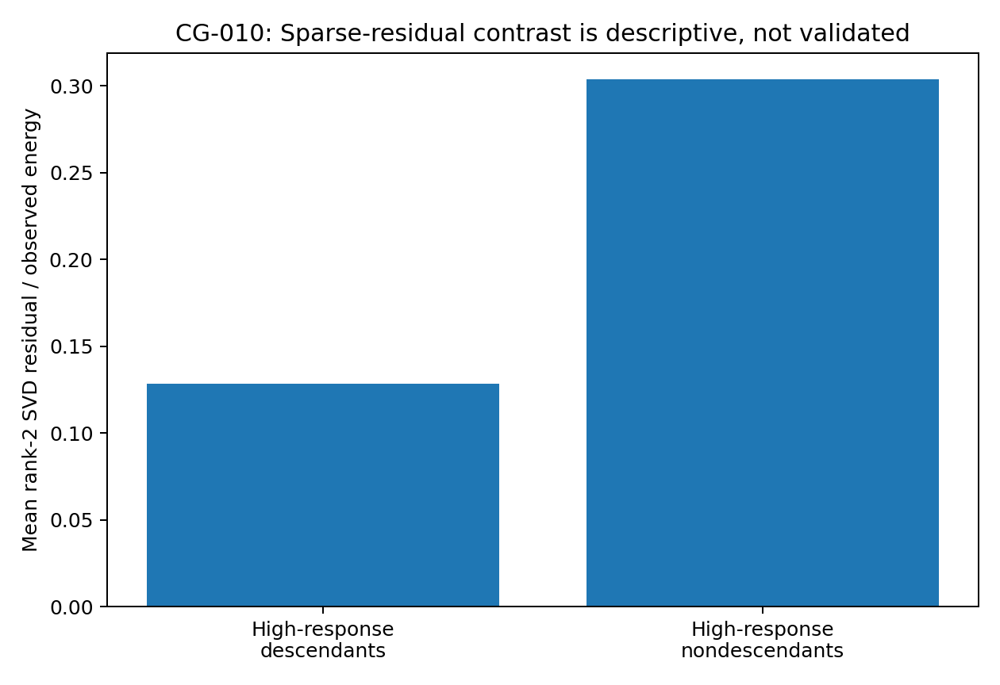 CG-010: Sparse-residual contrast is descriptive, not validated
Mean rank-2 SVD residual / observed energy
0.30
0.25
0.20
0.15
0.10
0.05
0.00
High-response
descendants
High-response
nondescendants